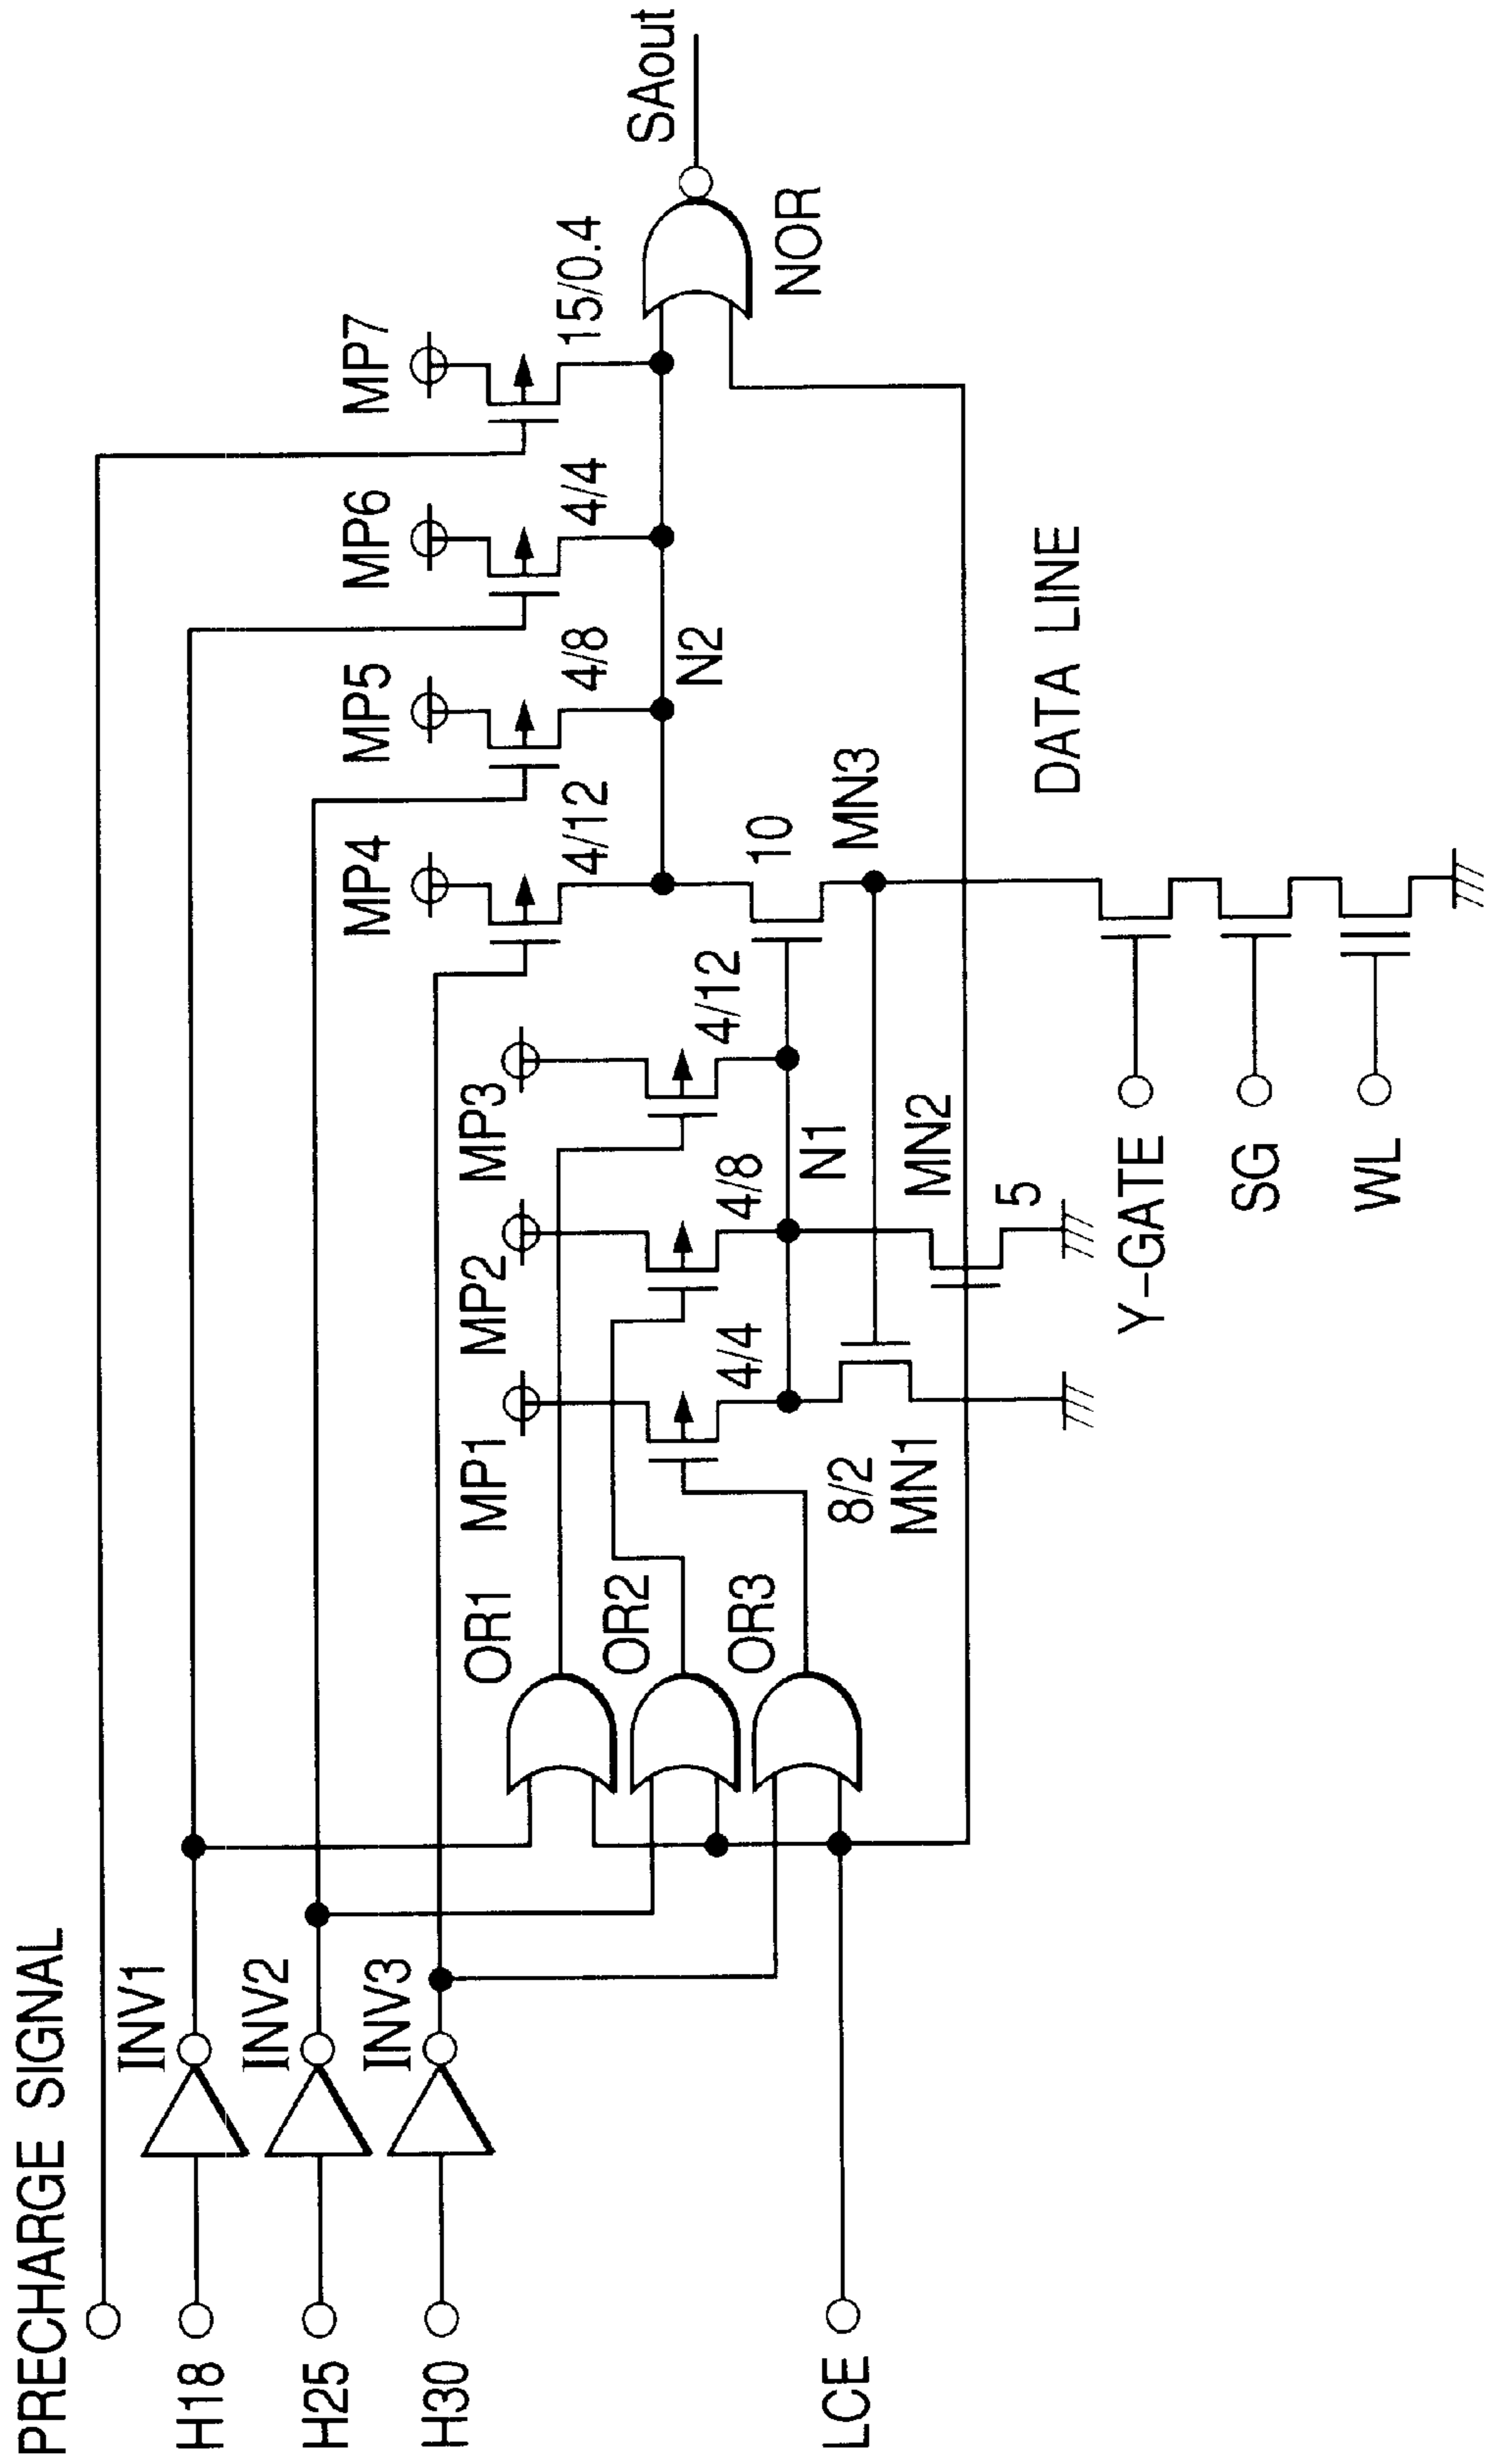 PRECHARGE SIGNAL
H18
H25
H30
LCE
INV1
INV2
INV3
OR1
OR2
OR3
MP1
MP2
MP3
MP4
MP5
MP6
MP7
4/4
4/8
4/12
4/12
4/8
4/4
15/0.4
N1
N2
8/2
MN1
MN2
5
10
MN3
NOR
SAout
DATA LINE
Y-GATE
SG
WL